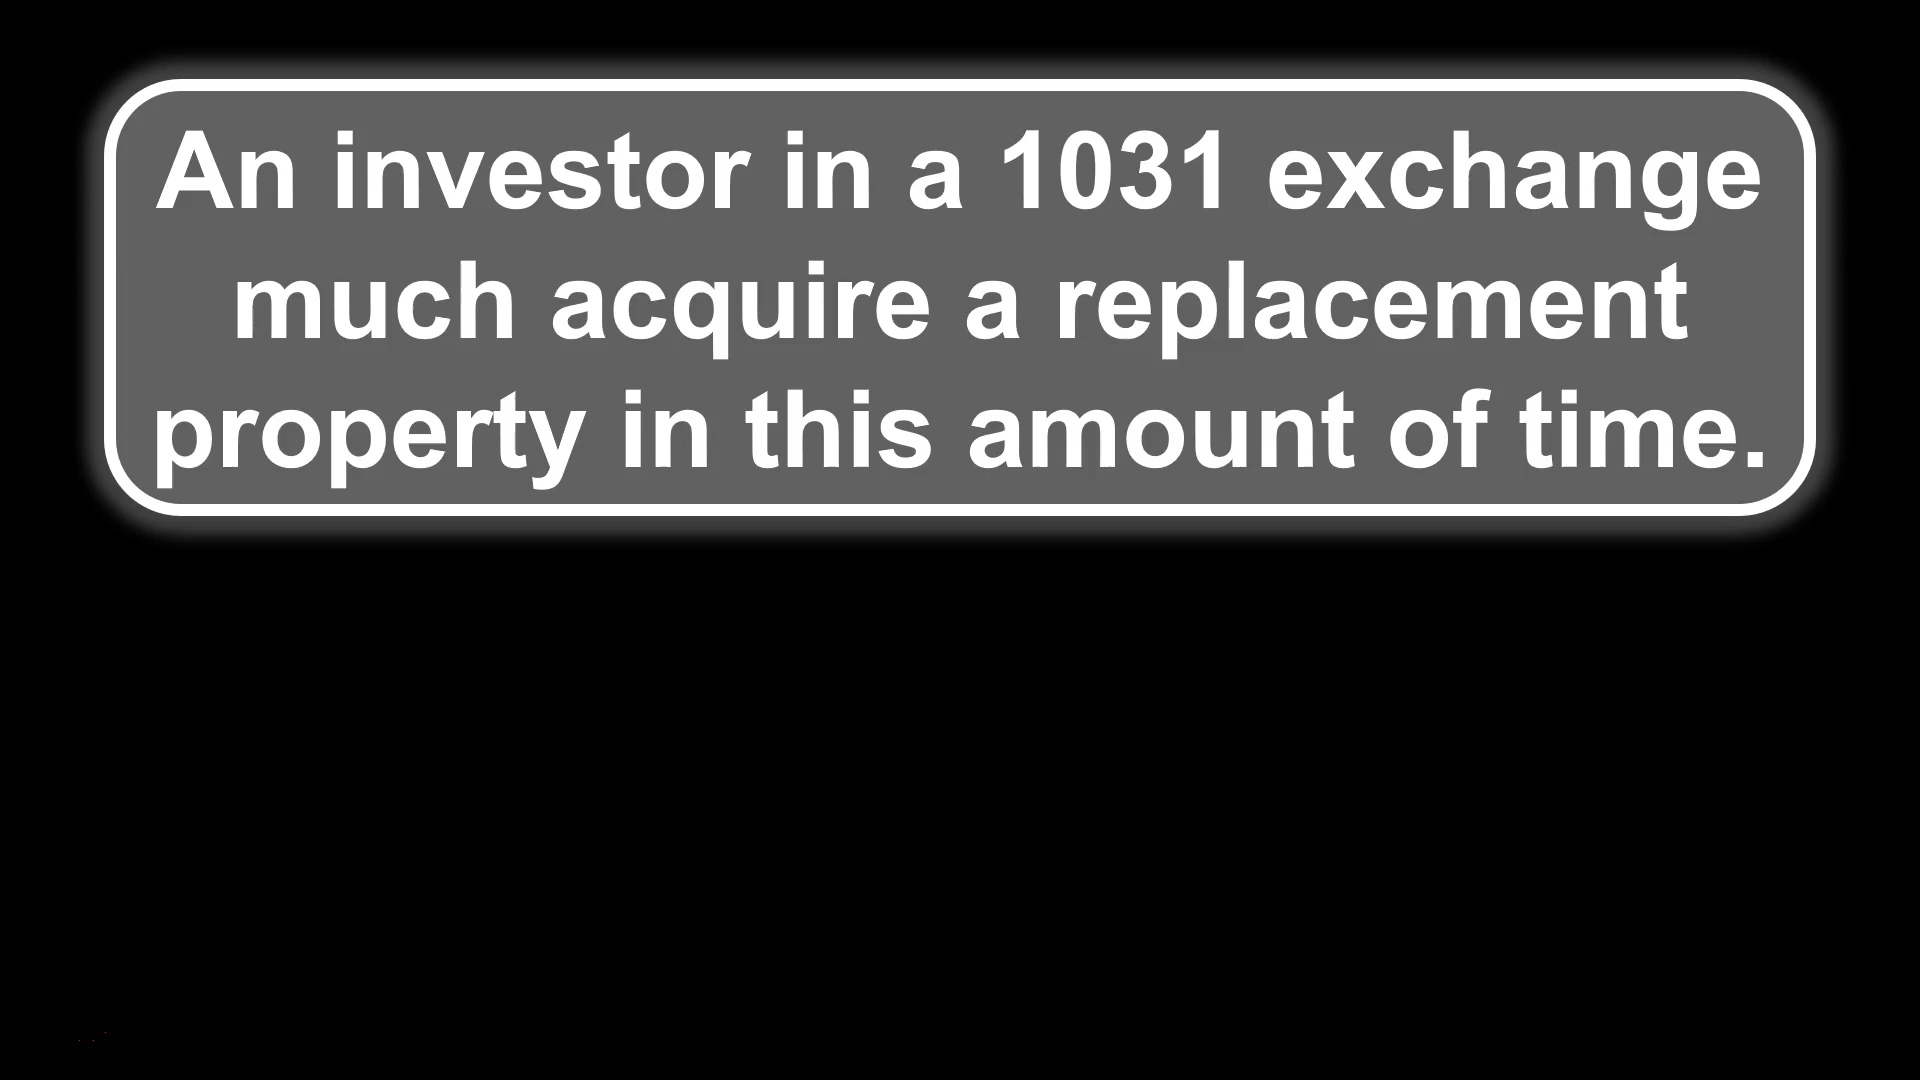 An investor in a 1031 exchange
much acquire a replacement
property in this amount of time.